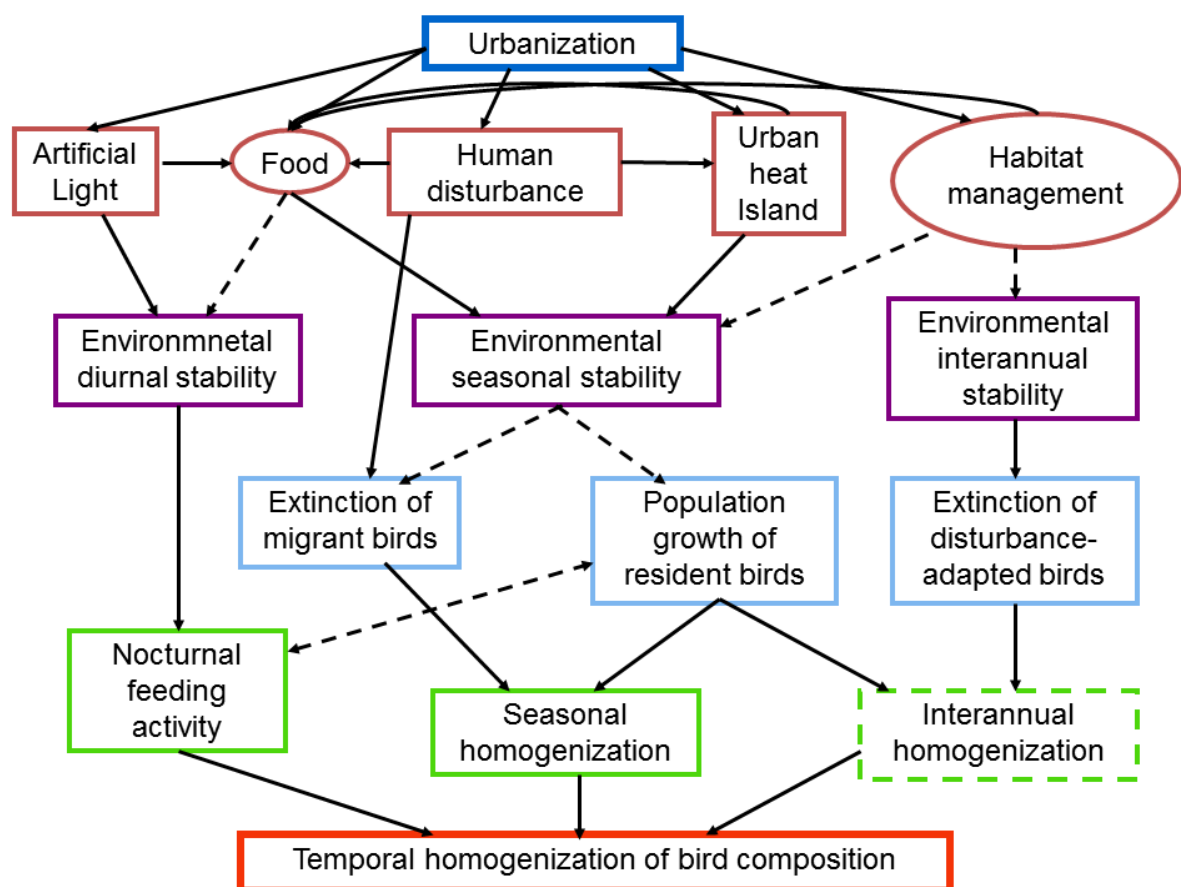 Urbanization
Artificial
Light
Food
Human
disturbance
Urban
heat
Island
Habitat
management
Environmnetal
diurnal stability
Environmental
seasonal stability
Environmental
interannual
stability
Extinction of
migrant birds
Population
growth of
resident birds
Extinction of
disturbance-
adapted birds
Nocturnal
feeding
activity
Seasonal
homogenization
Interannual
homogenization
Temporal homogenization of bird composition